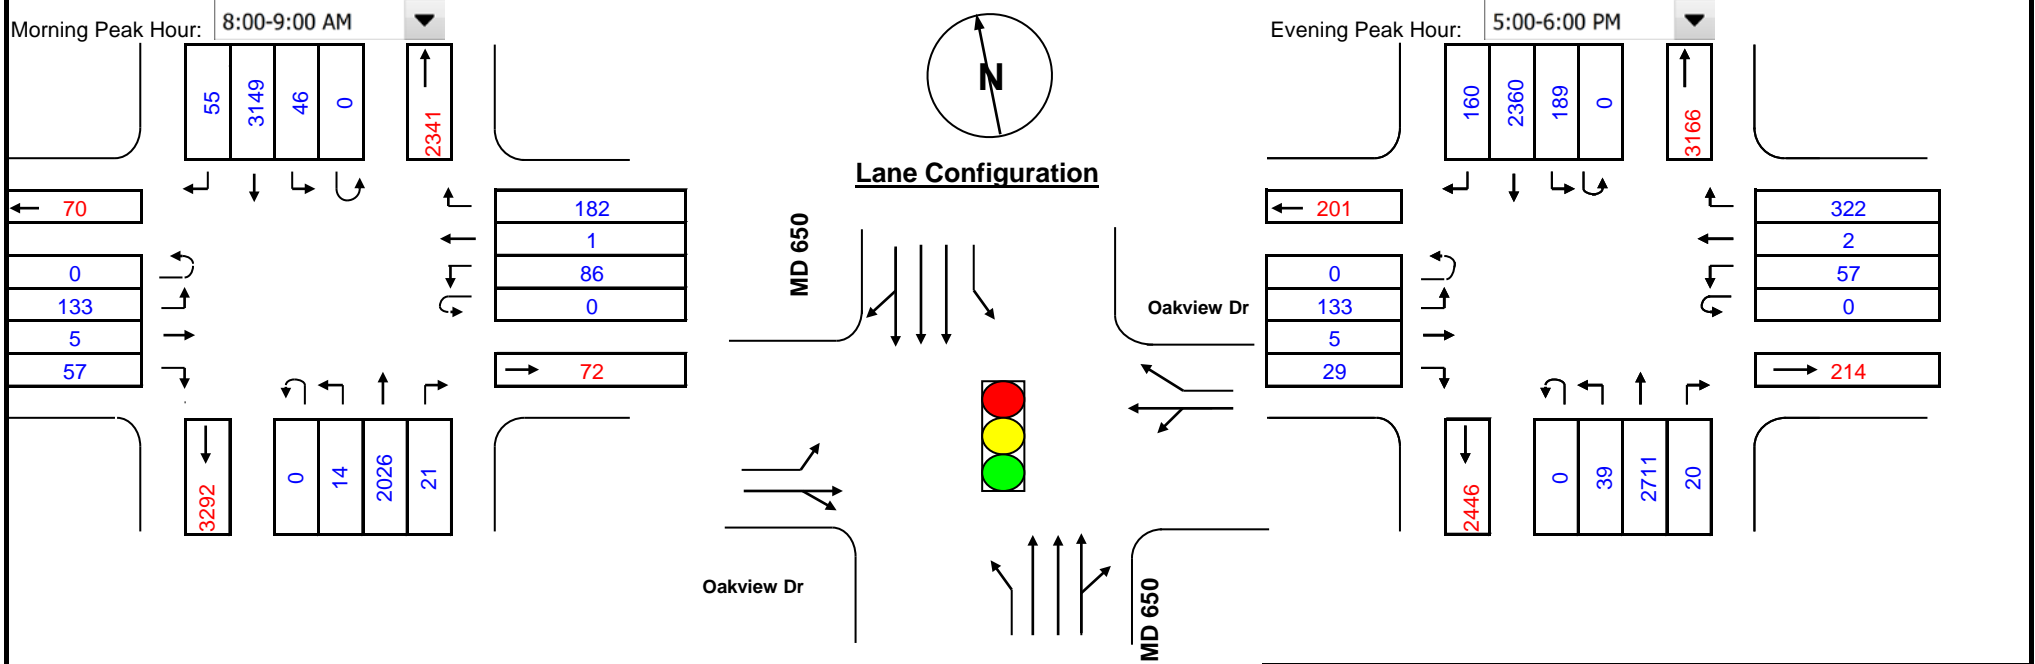 Morning Peak Hour: 8:00-9:00 AM
55 3149 46 0 2341
70
182
1
86
0
0
133
5
57
72
3292 0 14 2026 21
N
Lane Configuration
MD 650
Oakview Dr
Oakview Dr
MD 650
Evening Peak Hour: 5:00-6:00 PM
160 2360 189 0 3166
201
322
2
57
0
0
133
5
29
214
2446 0 39 2711 20